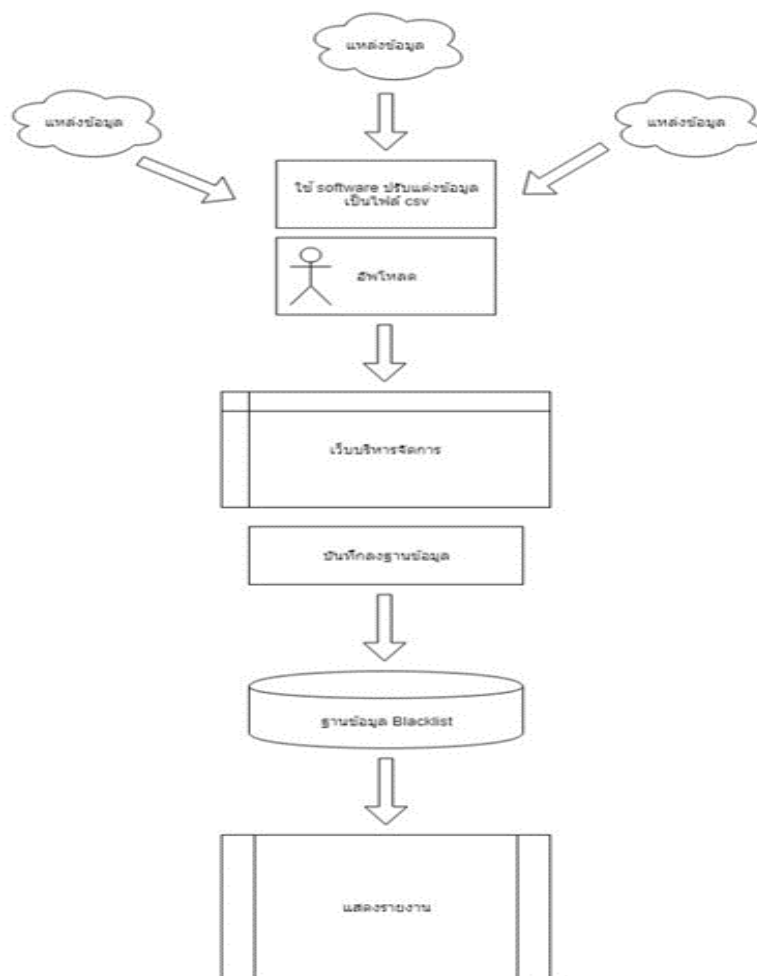 แหล่งข้อมูล
แหล่งข้อมูล
แหล่งข้อมูล
ใช้ software ปรับแต่งข้อมูล
เป็นไฟล์ csv
อัพโหลด
เว็บบริหารจัดการ
บันทึกลงฐานข้อมูล
ฐานข้อมูล Blacklist
แสดงรายงาน